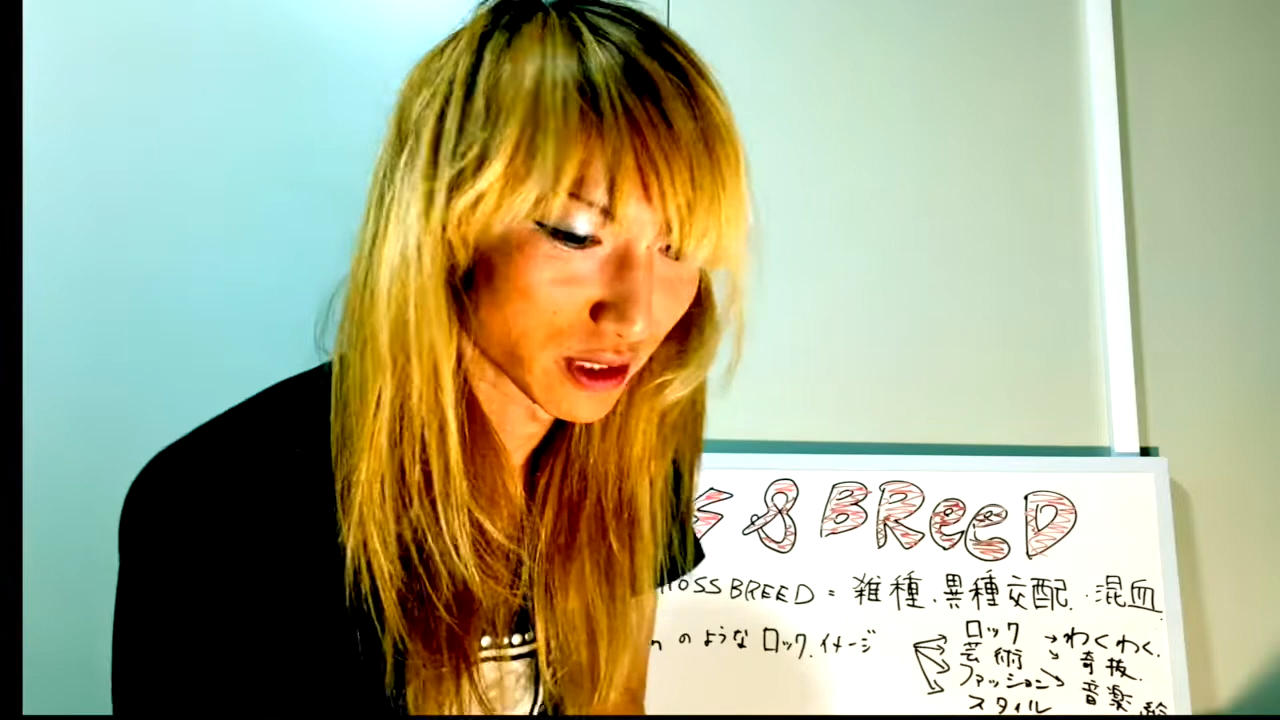 & BReeD
ROSS BREED = 雑種、異種交配、混血
n のような ロック、イメージ
ロック → わくわく.
芸術 → 奇抜.
ファッション → 音楽
スタイル